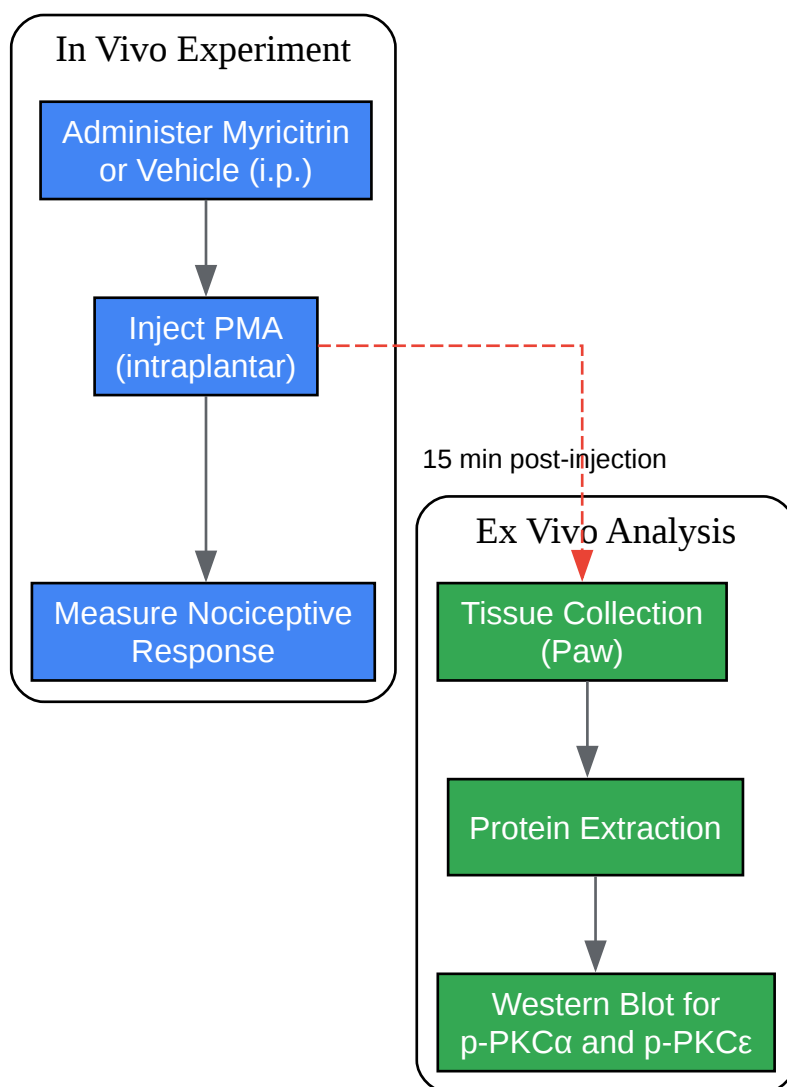 In Vivo Experiment
Administer Myricitrin
or Vehicle (i.p.)
Inject PMA
(intraplantar)
Measure Nociceptive
Response
15 min post-injection
Ex Vivo Analysis
Tissue Collection
(Paw)
Protein Extraction
Western Blot for
p-PKCα and p-PKCε